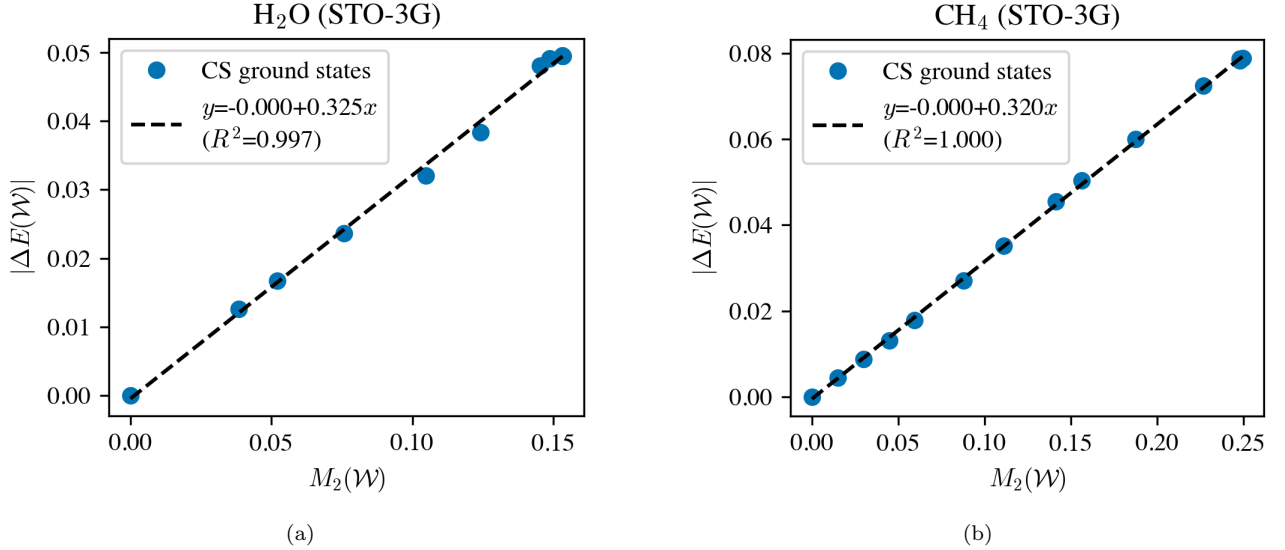 H₂O (STO-3G)
0.05
0.04
0.03
0.02
0.01
0.00
|ΔE(𝒲)|
CS ground states
y=-0.000+0.325x
(R²=0.997)
0.00 0.05 0.10 0.15
M₂(𝒲)
(a)
CH₄ (STO-3G)
0.08
0.06
0.04
0.02
0.00
|ΔE(𝒲)|
CS ground states
y=-0.000+0.320x
(R²=1.000)
0.00 0.05 0.10 0.15 0.20 0.25
M₂(𝒲)
(b)